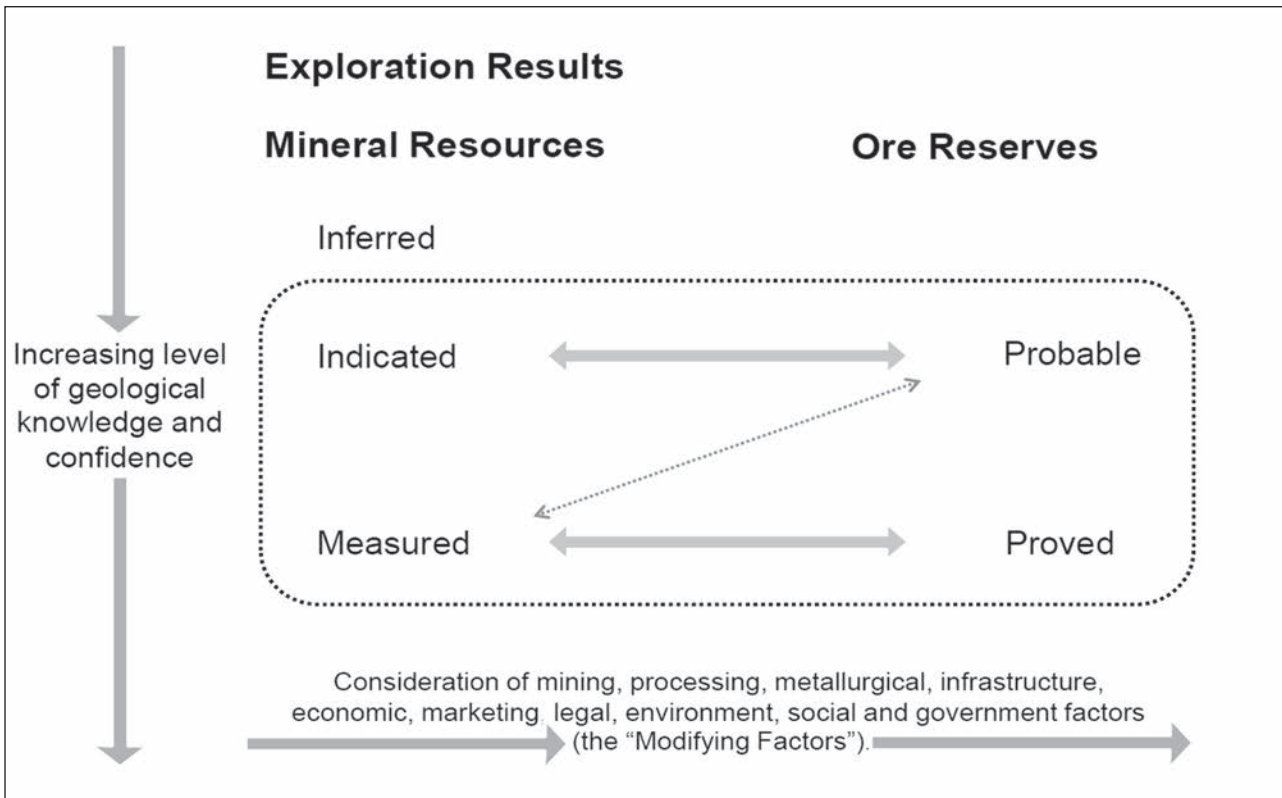 Exploration Results
Mineral Resources
Ore Reserves
Inferred
Increasing level
of geological
knowledge and
confidence
Indicated
Probable
Measured
Proved
Consideration of mining, processing, metallurgical, infrastructure,
economic, marketing, legal, environment, social and government factors
(the “Modifying Factors”).